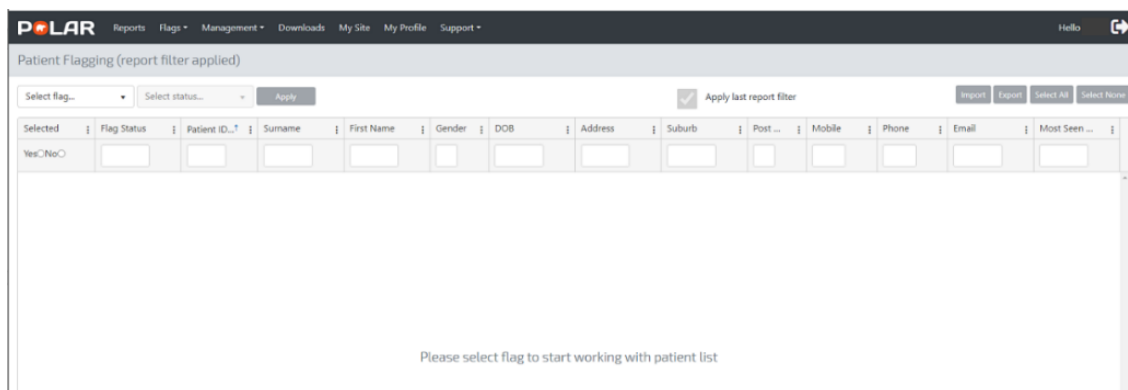 POLAR Reports Flags Management Downloads My Site My Profile Support Hello
Patient Flagging (report filter applied)
Select flag... Select status... Apply Apply last report filter Import Export Select All Select None
Selected Flag Status Patient ID... Surname First Name Gender DOB Address Suburb Post ... Mobile Phone Email Most Seen ...
Yes No
Please select flag to start working with patient list